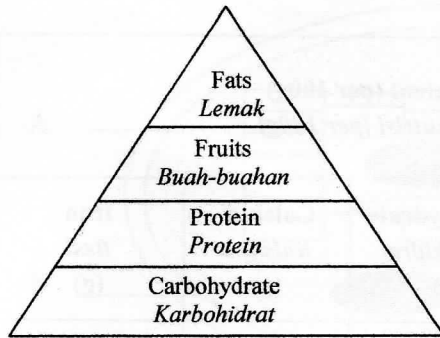 Fats
Lemak
Fruits
Buah-buahan
Protein
Protein
Carbohydrate
Karbohidrat